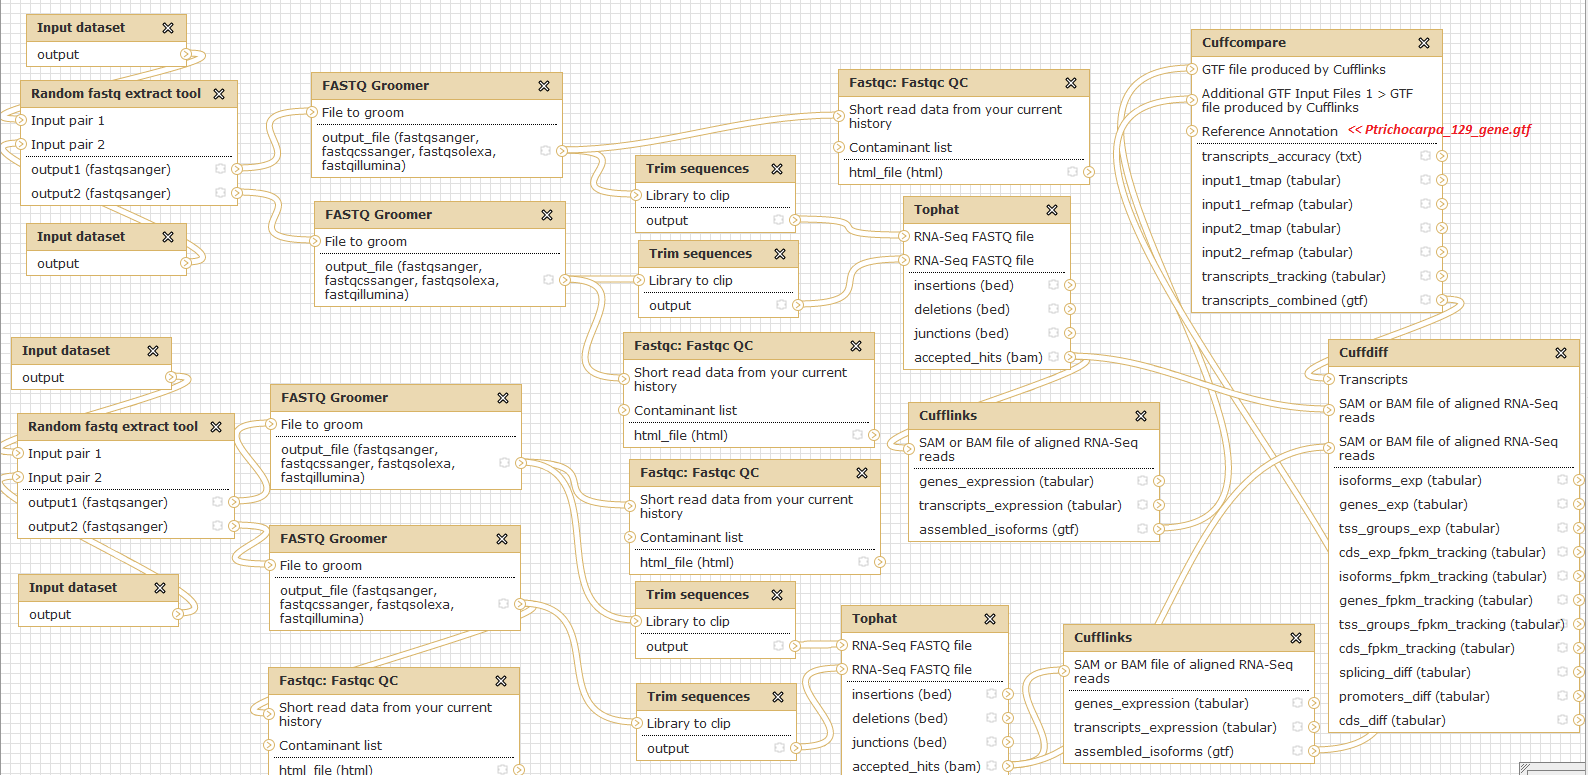 Input dataset
output
Random fastq extract tool
Input pair 1
Input pair 2
output1 (fastqsanger)
output2 (fastqsanger)
Input dataset
output
FASTQ Groomer
File to groom
output_file (fastqsanger,
fastqcssanger, fastqsolexa,
fastqillumina)
FASTQ Groomer
File to groom
output_file (fastqsanger,
fastqcssanger, fastqsolexa,
fastqillumina)
Trim sequences
Library to clip
output
Trim sequences
Library to clip
output
Fastqc: Fastqc QC
Short read data from your current
history
Contaminant list
html_file (html)
Tophat
RNA-Seq FASTQ file
RNA-Seq FASTQ file
insertions (bed)
deletions (bed)
junctions (bed)
accepted_hits (bam)
Fastqc: Fastqc QC
Short read data from your current
history
Contaminant list
html_file (html)
Cuffcompare
GTF file produced by Cufflinks
Additional GTF Input Files 1 > GTF
file produced by Cufflinks
Reference Annotation << Ptrichocarpa_129_gene.gtf
transcripts_accuracy (txt)
input1_tmap (tabular)
input1_refmap (tabular)
input2_tmap (tabular)
input2_refmap (tabular)
transcripts_tracking (tabular)
transcripts_combined (gtf)
Input dataset
output
Random fastq extract tool
Input pair 1
Input pair 2
output1 (fastqsanger)
output2 (fastqsanger)
Input dataset
output
FASTQ Groomer
File to groom
output_file (fastqsanger,
fastqcssanger, fastqsolexa,
fastqillumina)
FASTQ Groomer
File to groom
output_file (fastqsanger,
fastqcssanger, fastqsolexa,
fastqillumina)
Fastqc: Fastqc QC
Short read data from your current
history
Contaminant list
html_file (html)
Fastqc: Fastqc QC
Short read data from your current
history
Contaminant list
html_file (html)
Trim sequences
Library to clip
output
Trim sequences
Library to clip
output
Cufflinks
SAM or BAM file of aligned RNA-Seq
reads
genes_expression (tabular)
transcripts_expression (tabular)
assembled_isoforms (gtf)
Tophat
RNA-Seq FASTQ file
RNA-Seq FASTQ file
insertions (bed)
deletions (bed)
junctions (bed)
accepted_hits (bam)
Cufflinks
SAM or BAM file of aligned RNA-Seq
reads
genes_expression (tabular)
transcripts_expression (tabular)
assembled_isoforms (gtf)
Cuffdiff
Transcripts
SAM or BAM file of aligned RNA-Seq
reads
SAM or BAM file of aligned RNA-Seq
reads
isoforms_exp (tabular)
genes_exp (tabular)
tss_groups_exp (tabular)
cds_exp_fpkm_tracking (tabular)
isoforms_fpkm_tracking (tabular)
genes_fpkm_tracking (tabular)
tss_groups_fpkm_tracking (tabular)
cds_fpkm_tracking (tabular)
splicing_diff (tabular)
promoters_diff (tabular)
cds_diff (tabular)